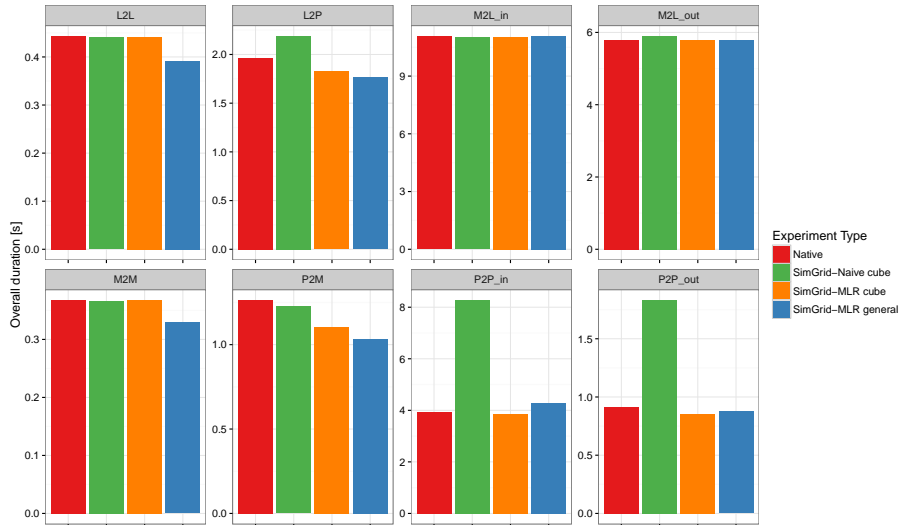 L2L
L2P
M2L_in
M2L_out
0.4
0.3
0.2
0.1
0.0
2.0
1.5
1.0
0.5
0.0
9
6
3
0
6
4
2
0
M2M
P2M
P2P_in
P2P_out
0.3
0.2
0.1
0.0
1.0
0.5
0.0
8
6
4
2
0
1.5
1.0
0.5
0.0
Overall duration [s]
Experiment Type
Native
SimGrid−Naive cube
SimGrid−MLR cube
SimGrid−MLR general